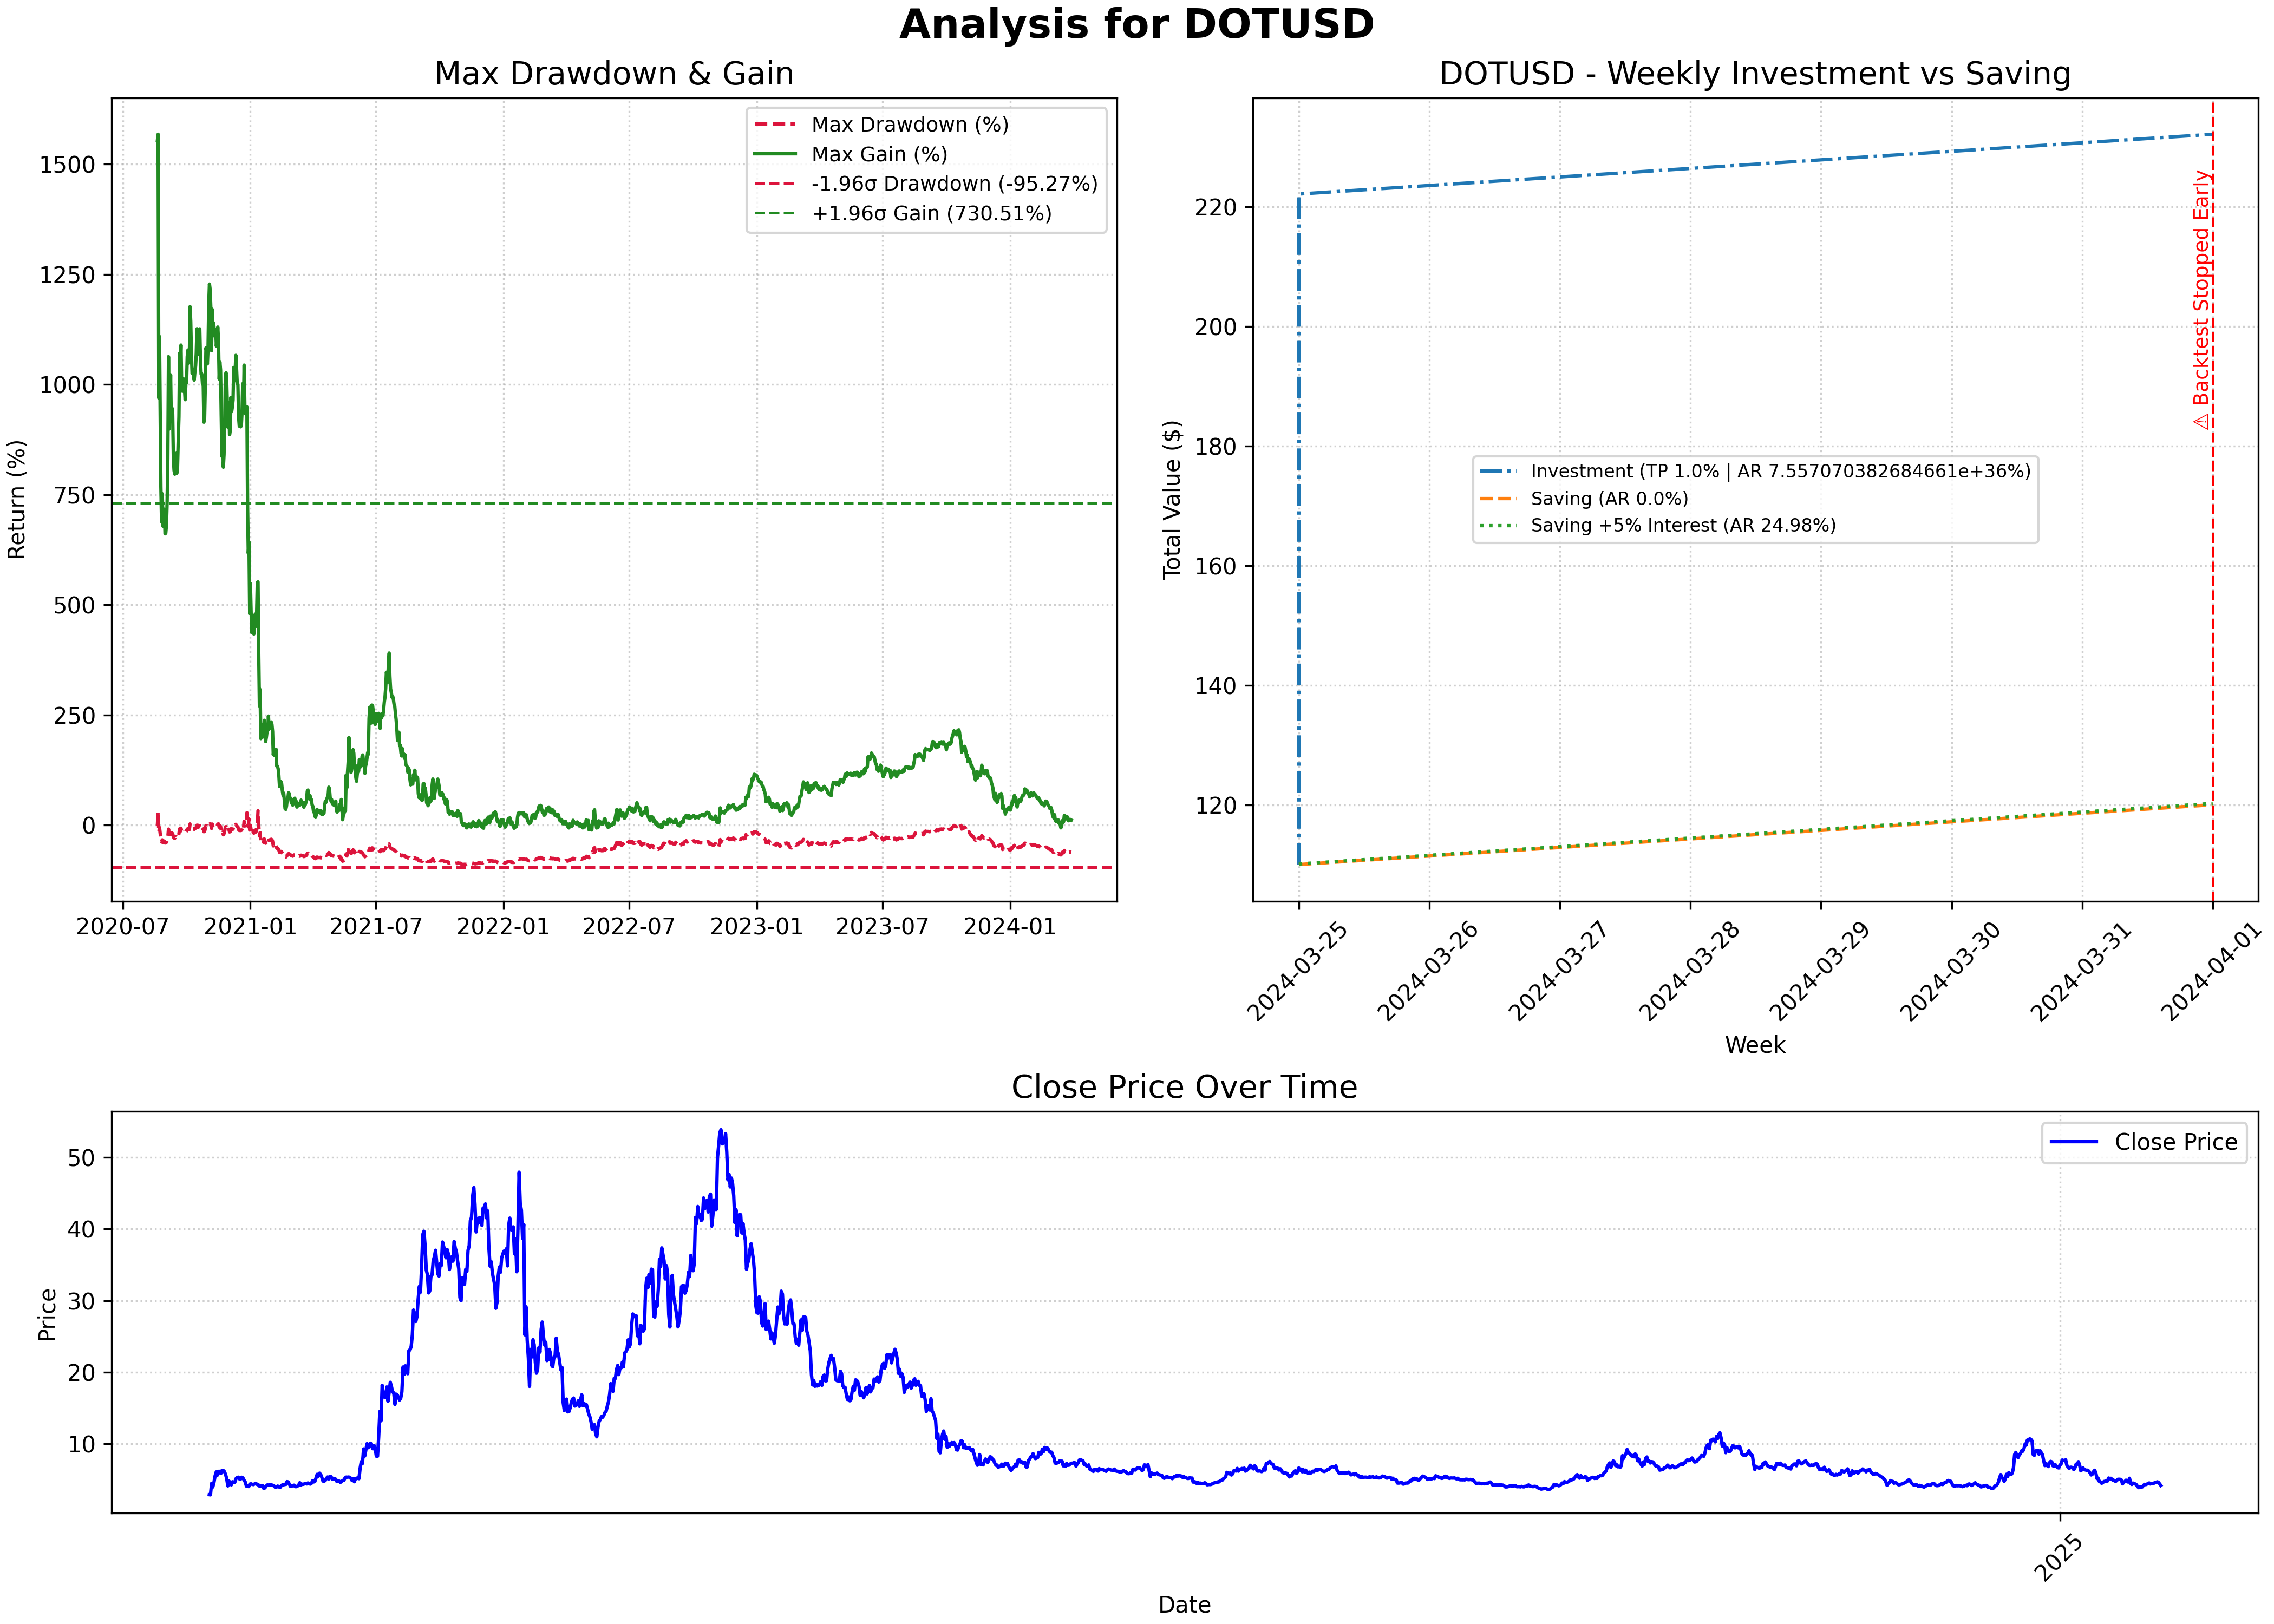 Analysis for DOTUSD
Max Drawdown & Gain
Max Drawdown (%)
Max Gain (%)
-1.96σ Drawdown (-95.27%)
+1.96σ Gain (730.51%)
Return (%)
1500
1250
1000
750
500
250
0
2020-07
2021-01
2021-07
2022-01
2022-07
2023-01
2023-07
2024-01
DOTUSD - Weekly Investment vs Saving
⚠ Backtest Stopped Early
Investment (TP 1.0% | AR 7.557070382684661e+36%)
Saving (AR 0.0%)
Saving +5% Interest (AR 24.98%)
Total Value ($)
220
200
180
160
140
120
2024-03-25
2024-03-26
2024-03-27
2024-03-28
2024-03-29
2024-03-30
2024-03-31
2024-04-01
Week
Close Price Over Time
Close Price
Price
50
40
30
20
10
2025
Date